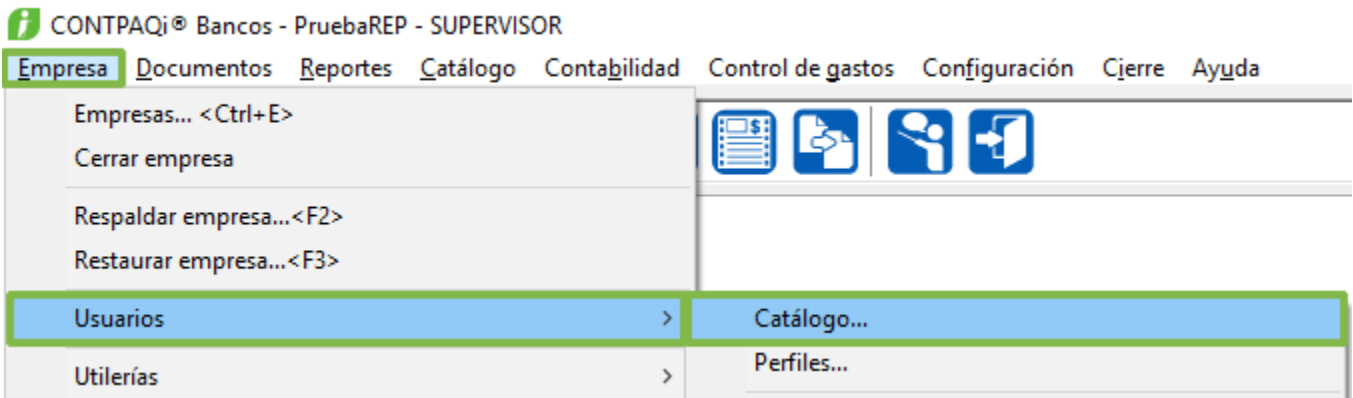 CONTPAQi® Bancos - PruebaREP - SUPERVISOR
Empresa Documentos Reportes Catálogo Contabilidad Control de gastos Configuración Cierre Ayuda
Empresas... <Ctrl+E>
Cerrar empresa
Respaldar empresa...<F2>
Restaurar empresa...<F3>
Usuarios > Catálogo...
Utilerías > Perfiles...